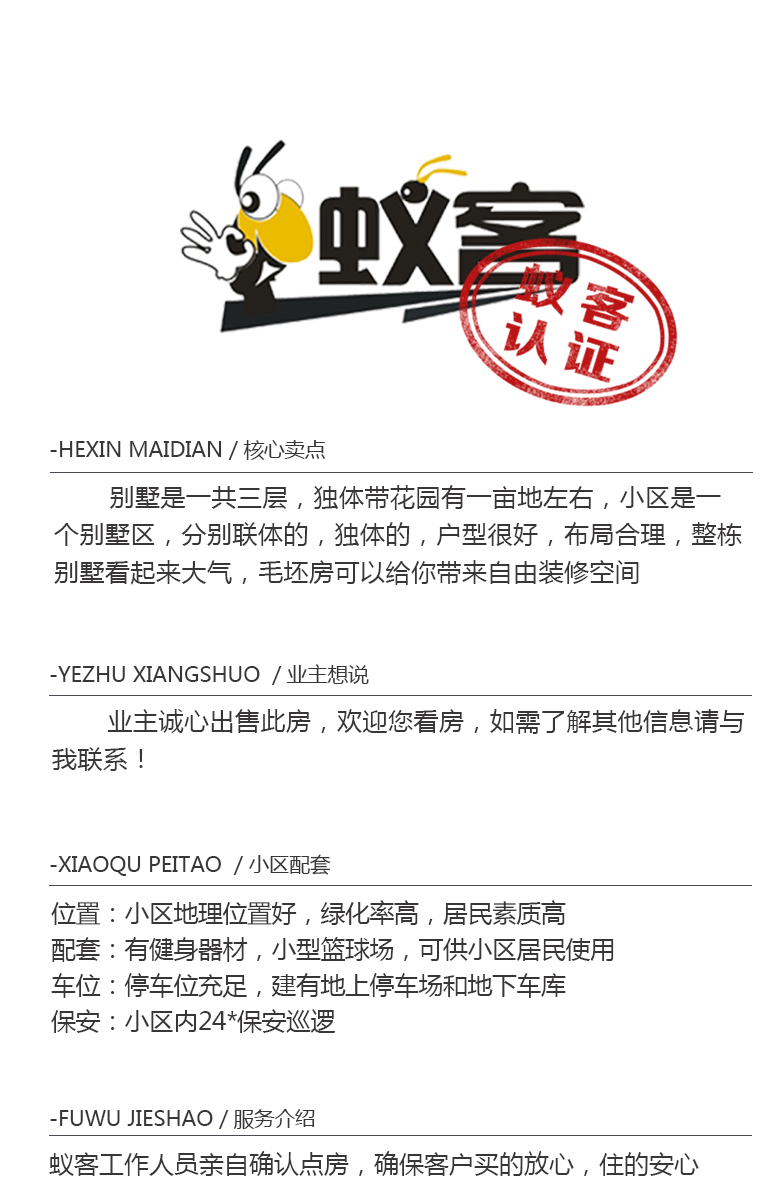 蚁客
蚁客
认证
-HEXIN MAIDIAN / 核心卖点
别墅是一共三层，独体带花园有一亩地左右，小区是一
个别墅区，分别联体的，独体的，户型很好，布局合理，整栋
别墅看起来大气，毛坯房可以给你带来自由装修空间
-YEZHU XIANGSHUO / 业主想说
业主诚心出售此房，欢迎您看房，如需了解其他信息请与
我联系！
-XIAOQU PEITAO / 小区配套
位置：小区地理位置好，绿化率高，居民素质高
配套：有健身器材，小型篮球场，可供小区居民使用
车位：停车位充足，建有地上停车场和地下车库
保安：小区内24*保安巡逻
-FUWU JIESHAO / 服务介绍
蚁客工作人员亲自确认点房，确保客户买的放心，住的安心